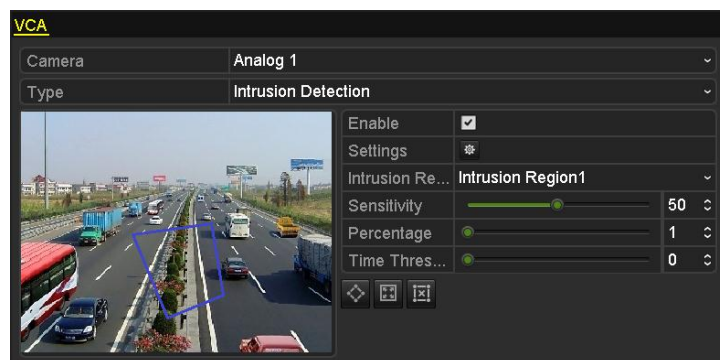 VCA
Camera Analog 1
Type Intrusion Detection
Enable
Settings
Intrusion Re... Intrusion Region1
Sensitivity 50
Percentage 1
Time Thres... 0